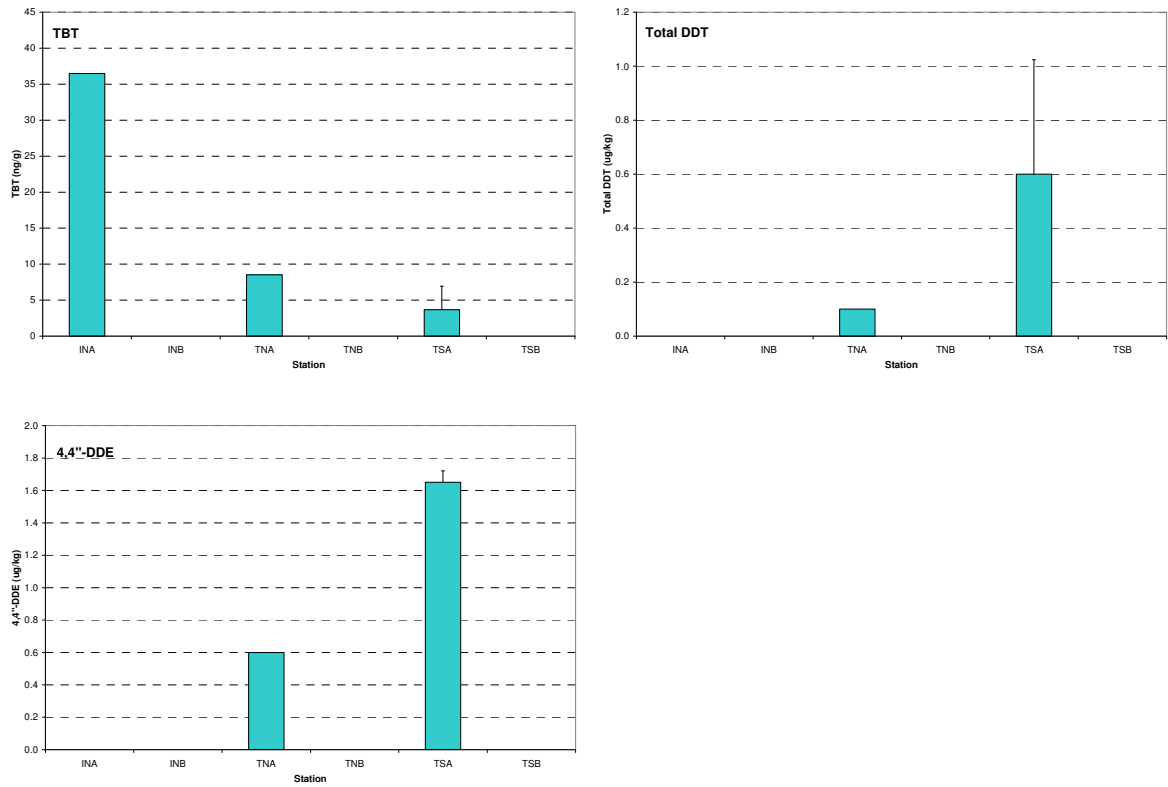 TBT
45
40
35
30
25
20
15
10
5
0
TBT (ng/g)
INA INB TNA TNB TSA TSB
Station
Total DDT
1.2
1.0
0.8
0.6
0.4
0.2
0.0
Total DDT (ug/kg)
INA INB TNA TNB TSA TSB
Station
4,4"-DDE
2.0
1.8
1.6
1.4
1.2
1.0
0.8
0.6
0.4
0.2
0.0
4,4"-DDE (ug/kg)
INA INB TNA TNB TSA TSB
Station